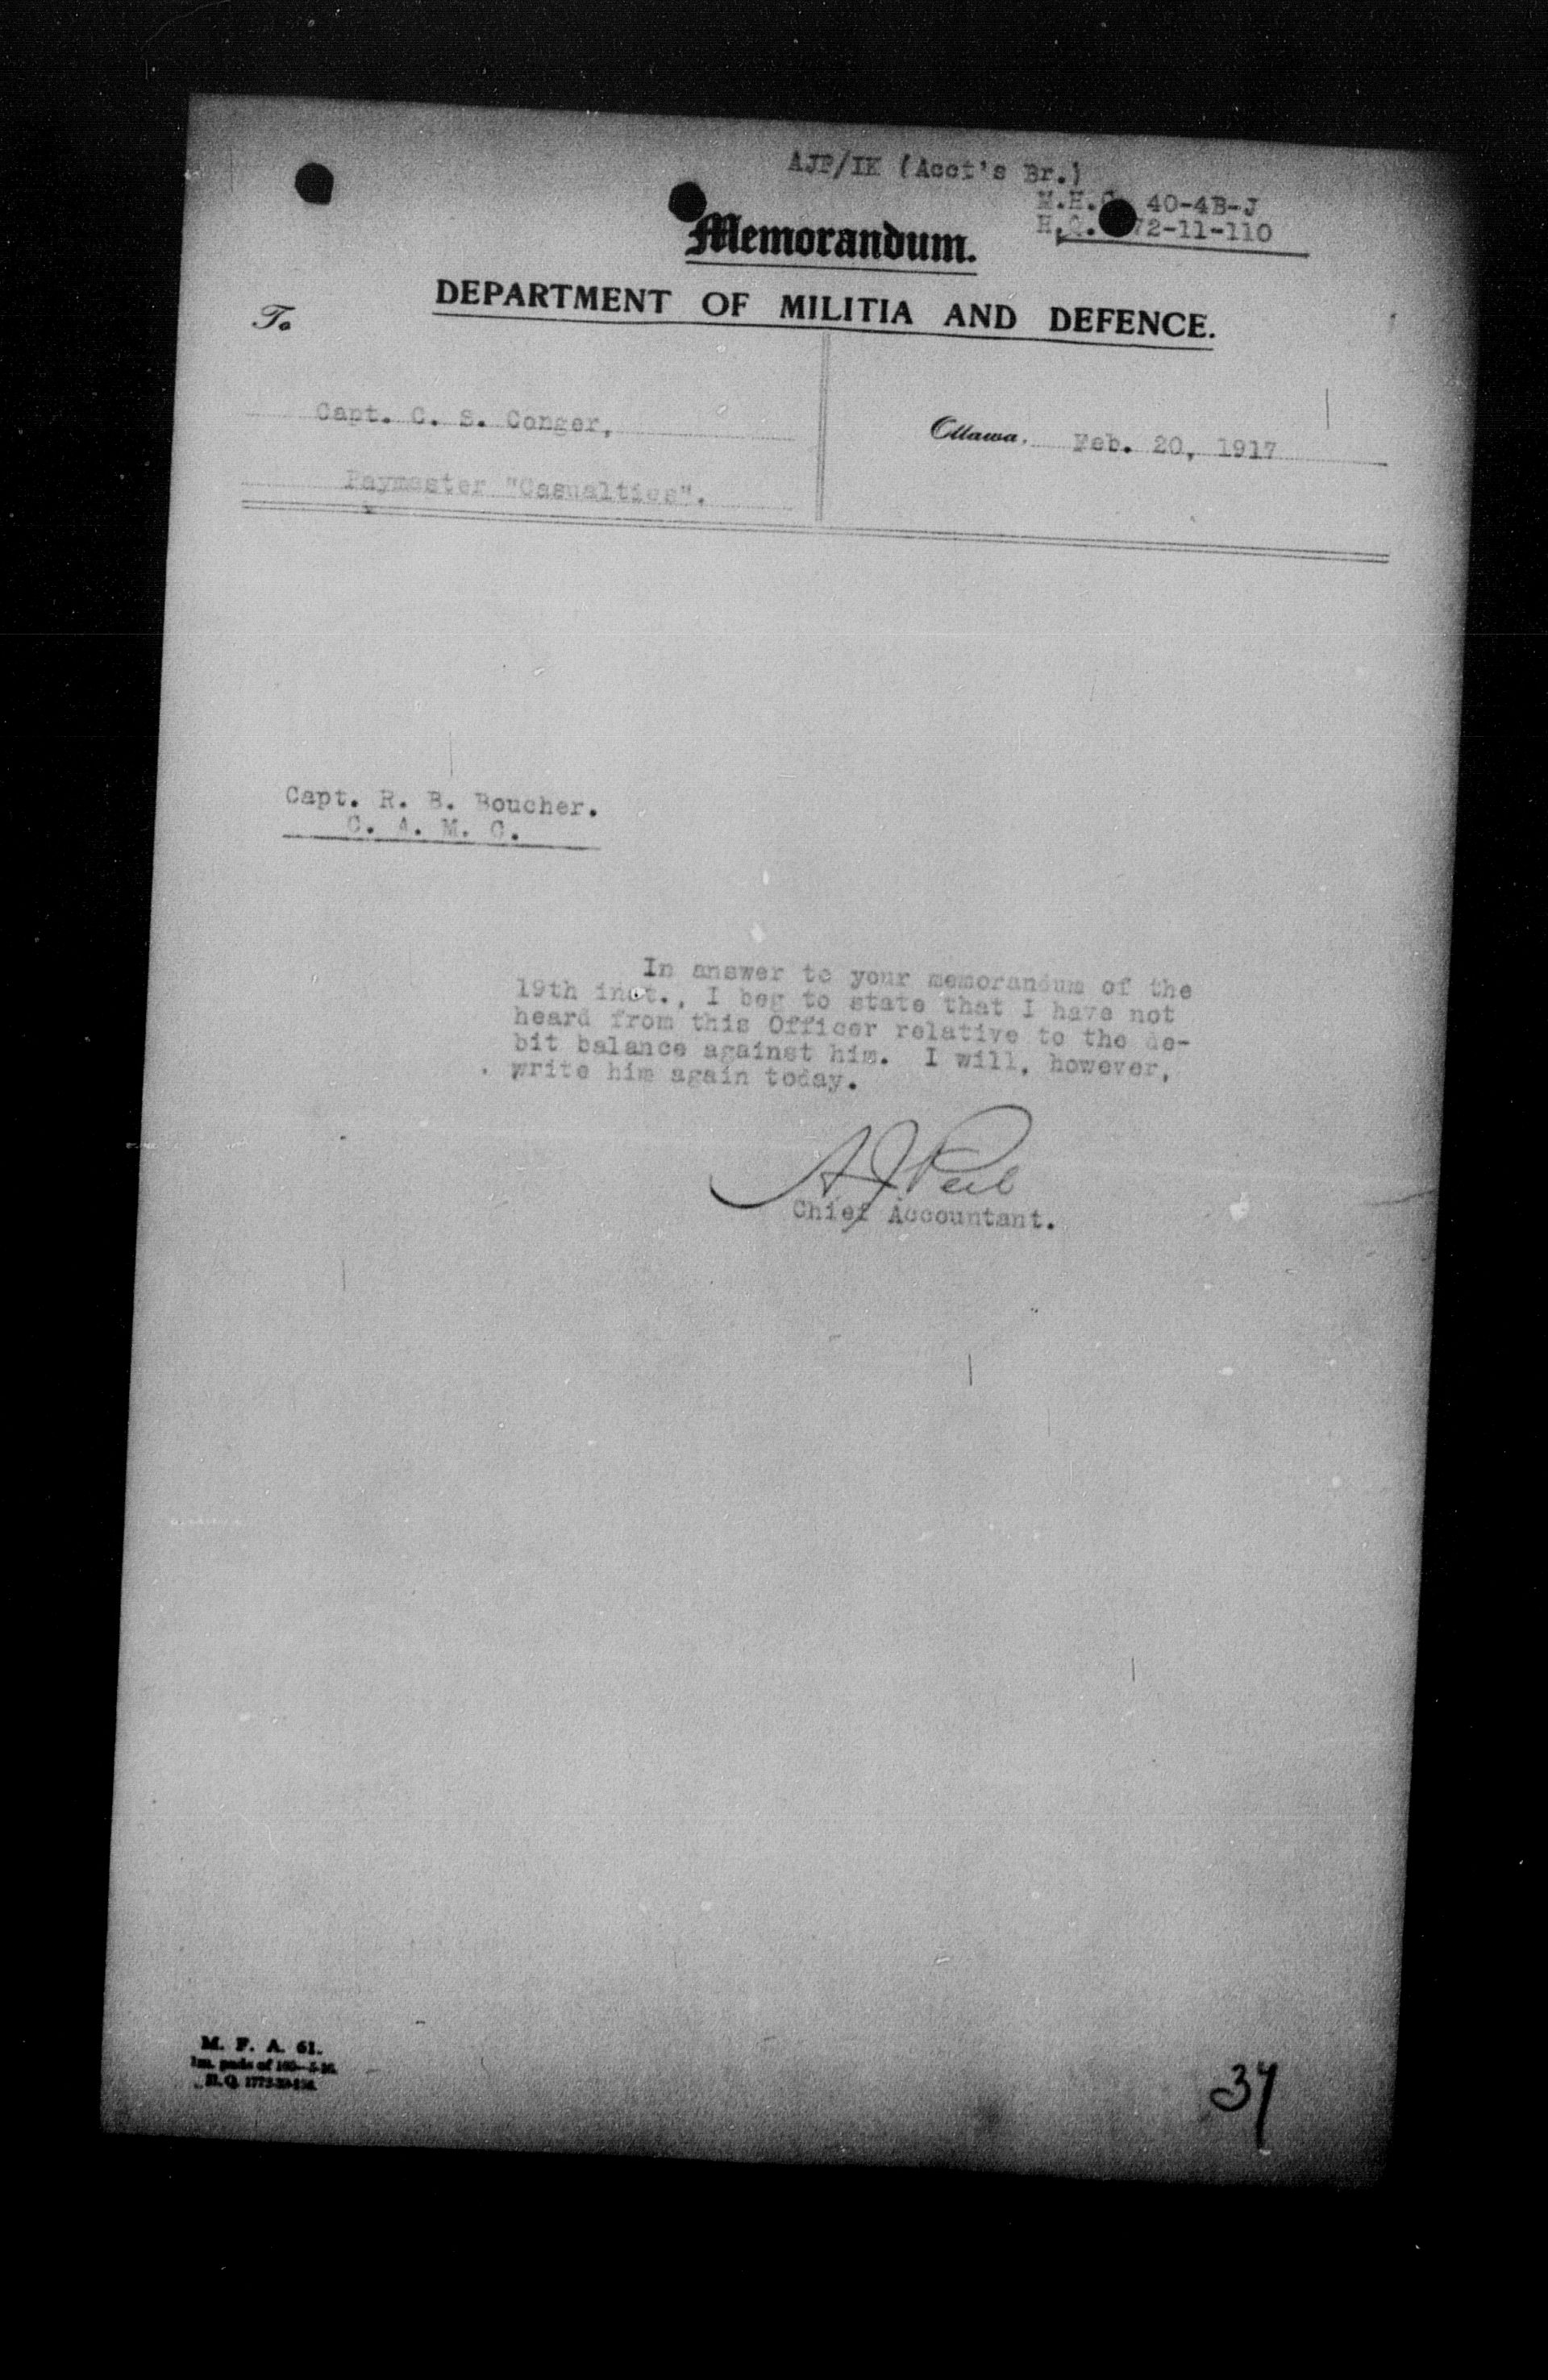 AJP/IK (Acct's Br.)
M.H.C. 40-4B-J
H.Q. 72-11-110
Memorandum.
DEPARTMENT OF MILITIA AND DEFENCE.
To
Capt. C. S. Conger,
Ottawa, Feb. 20, 1917
Paymaster "Casualties".
Capt. R. B. Boucher.
C. A. M. C.
In answer to your memorandum of the
19th inst., I beg to state that I have not
heard from this Officer relative to the de-
bit balance against him. I will, however,
write him again today.
A J
Chief Accountant.
M. F. A. 61.
pads of
H. Q. 1772-